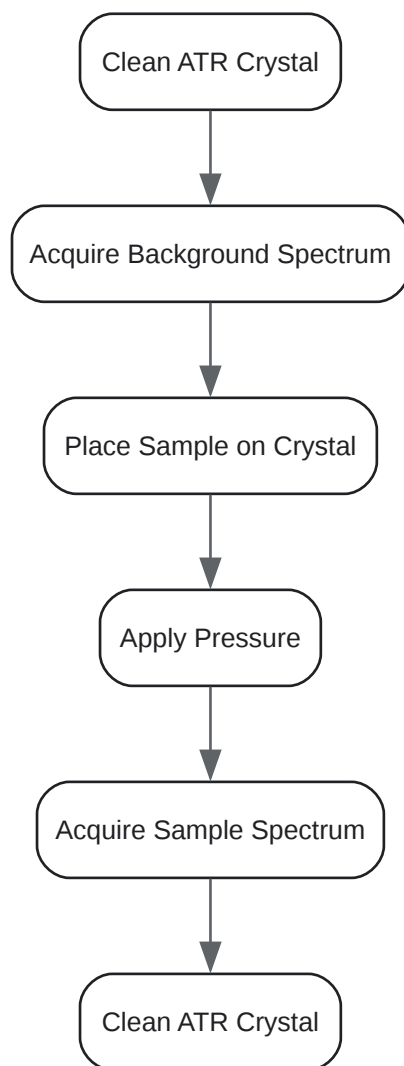 Clean ATR Crystal
Acquire Background Spectrum
Place Sample on Crystal
Apply Pressure
Acquire Sample Spectrum
Clean ATR Crystal